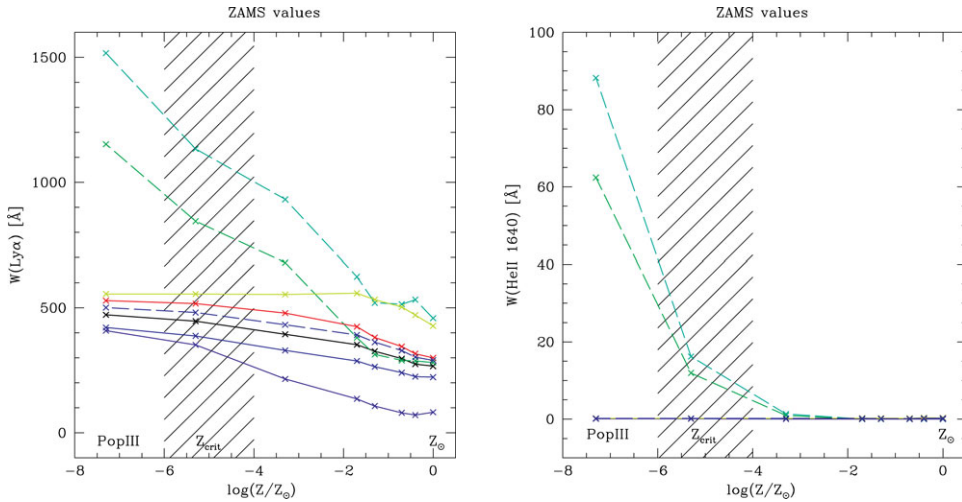 ZAMS values
1500
1000
500
0
W(Lyα) [Å]
PopIII
Z_crit
Z_⊙
−8
−6
−4
−2
0
log(Z/Z_⊙)
ZAMS values
100
80
60
40
20
0
W(HeII 1640) [Å]
PopIII
Z_crit
Z_⊙
−8
−6
−4
−2
0
log(Z/Z_⊙)